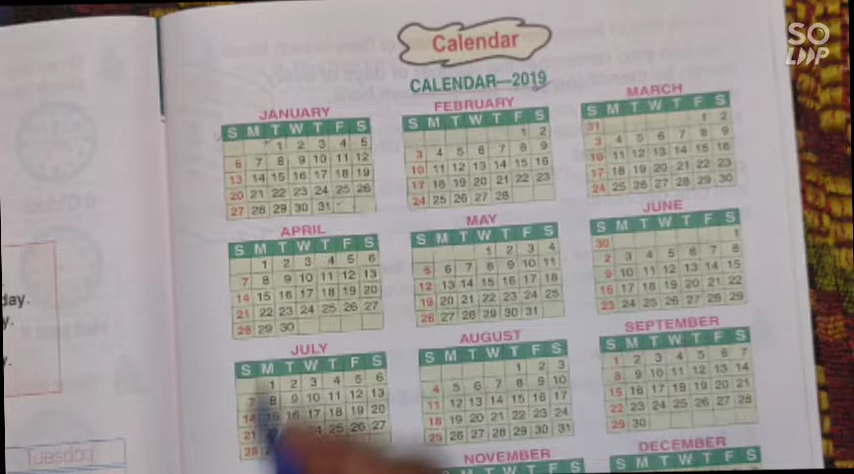 SO
LOOP
Calendar
CALENDAR—2019
JANUARY
S M T W T F S
1 2 3 4 5
6 7 8 9 10 11 12
13 14 15 16 17 18 19
20 21 22 23 24 25 26
27 28 29 30 31
FEBRUARY
S M T W T F S
1 2
3 4 5 6 7 8 9
10 11 12 13 14 15 16
17 18 19 20 21 22 23
24 25 26 27 28
MARCH
S M T W T F S
31 1 2
3 4 5 6 7 8 9
10 11 12 13 14 15 16
17 18 19 20 21 22 23
24 25 26 27 28 29 30
APRIL
S M T W T F S
1 2 3 4 5 6
7 8 9 10 11 12 13
14 15 16 17 18 19 20
21 22 23 24 25 26 27
28 29 30
MAY
S M T W T F S
1 2 3 4
5 6 7 8 9 10 11
12 13 14 15 16 17 18
19 20 21 22 23 24 25
26 27 28 29 30 31
JUNE
S M T W T F S
30 1
2 3 4 5 6 7 8
9 10 11 12 13 14 15
16 17 18 19 20 21 22
23 24 25 26 27 28 29
JULY
S M T W T F S
1 2 3 4 5 6
7 8 9 10 11 12 13
14 15 16 17 18 19 20
21 25 26 27
28
AUGUST
S M T W T F S
1 2 3
4 5 6 7 8 9 10
11 12 13 14 15 16 17
18 19 20 21 22 23 24
25 26 27 28 29 30 31
SEPTEMBER
S M T W T F S
1 2 3 4 5 6 7
8 9 10 11 12 13 14
15 16 17 18 19 20 21
22 23 24 25 26 27 28
29 30
NOVEMBER
S M T W T F S
DECEMBER
S M T W T F S
day.
y.
y.
Tuesday